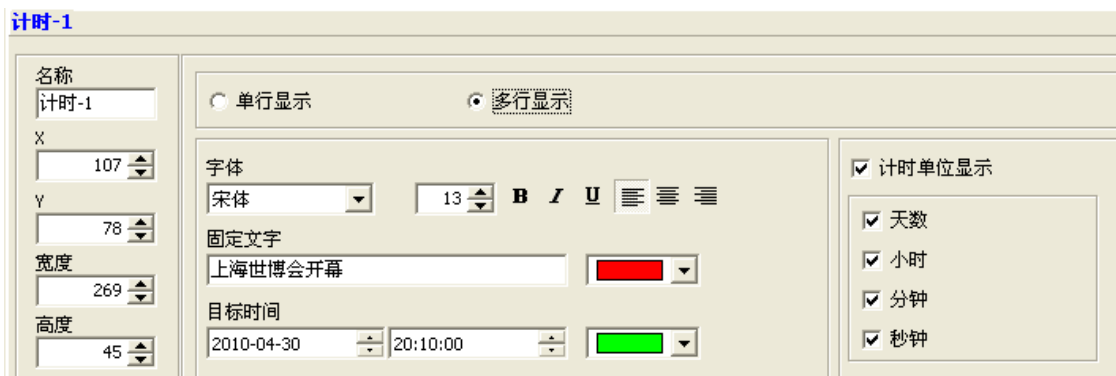 计时-1
名称
计时-1
X
107
Y
78
宽度
269
高度
45
单行显示 多行显示
字体
宋体 13 B I U
固定文字
上海世博会开幕
目标时间
2010-04-30 20:10:00
计时单位显示
天数
小时
分钟
秒钟